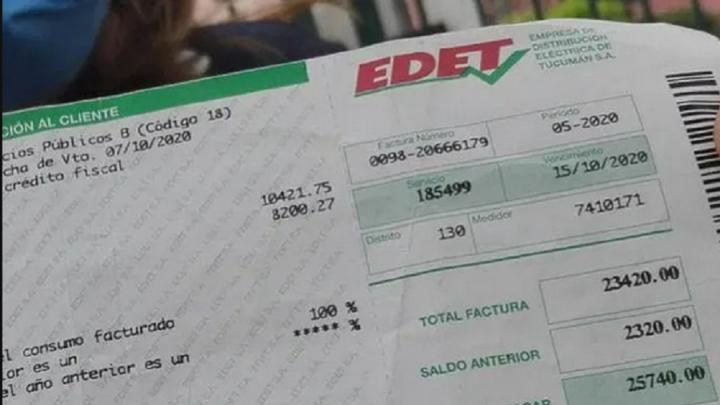 EDET
EMPRESA DE
DISTRIBUCIÓN
ELÉCTRICA DE
TUCUMÁN S.A.
CIÓN AL CLIENTE
cios Públicos B (Código 18)
cha de Vto. 07/10/2020
crédito fiscal
10421.75
8200.27
l consumo facturado 100 %
or es un ***** %
el año anterior es un
Factura Número
0098-20666179
Período
05-2020
Servicio
185499
Vencimiento
15/10/2020
Distrito 130
Medidor 7410171
TOTAL FACTURA 23420.00
SALDO ANTERIOR 2320.00
25740.00